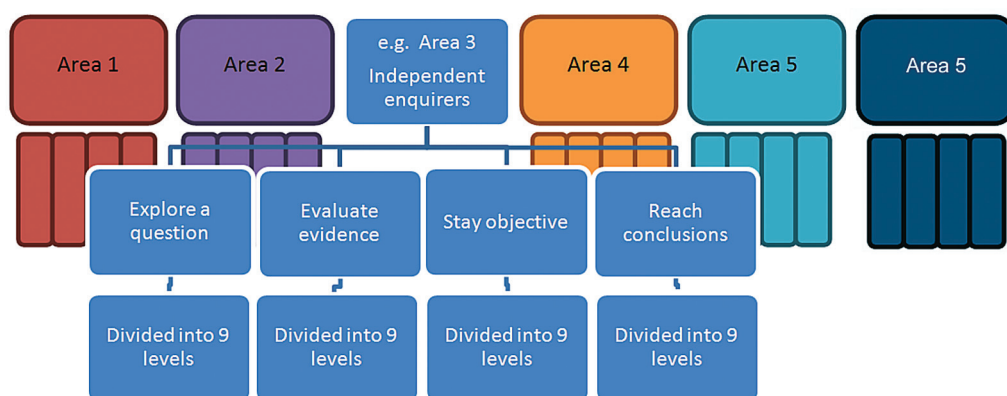 Area 1
Area 2
e.g. Area 3
Independent
enquirers
Area 4
Area 5
Area 5
Explore a
question
Evaluate
evidence
Stay objective
Reach
conclusions
Divided into 9
levels
Divided into 9
levels
Divided into 9
levels
Divided into 9
levels